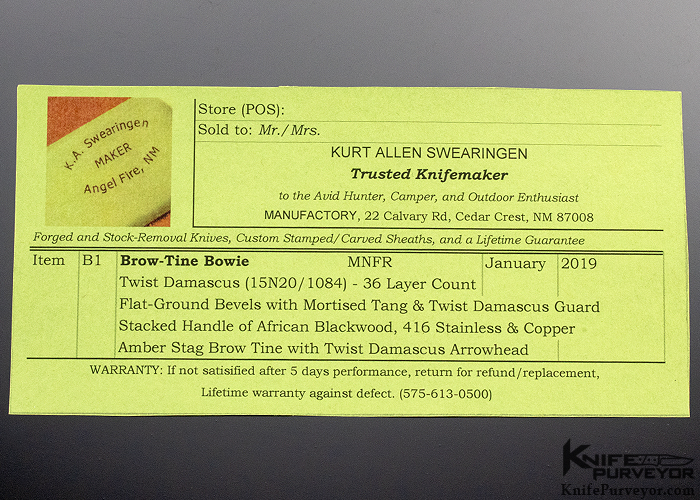 K.A. Swearingen
MAKER
Angel Fire, NM
Store (POS):
Sold to: Mr./Mrs.
KURT ALLEN SWEARINGEN
Trusted Knifemaker
to the Avid Hunter, Camper, and Outdoor Enthusiast
MANUFACTORY, 22 Calvary Rd, Cedar Crest, NM 87008
Forged and Stock-Removal Knives, Custom Stamped/Carved Sheaths, and a Lifetime Guarantee
Item B1 Brow-Tine Bowie MNFR January 2019
Twist Damascus (15N20/1084) - 36 Layer Count
Flat-Ground Bevels with Mortised Tang & Twist Damascus Guard
Stacked Handle of African Blackwood, 416 Stainless & Copper
Amber Stag Brow Tine with Twist Damascus Arrowhead
WARRANTY: If not satisified after 5 days performance, return for refund/replacement,
Lifetime warranty against defect. (575-613-0500)
KNIFE
PURVEYOR
KnifePurveyor.com